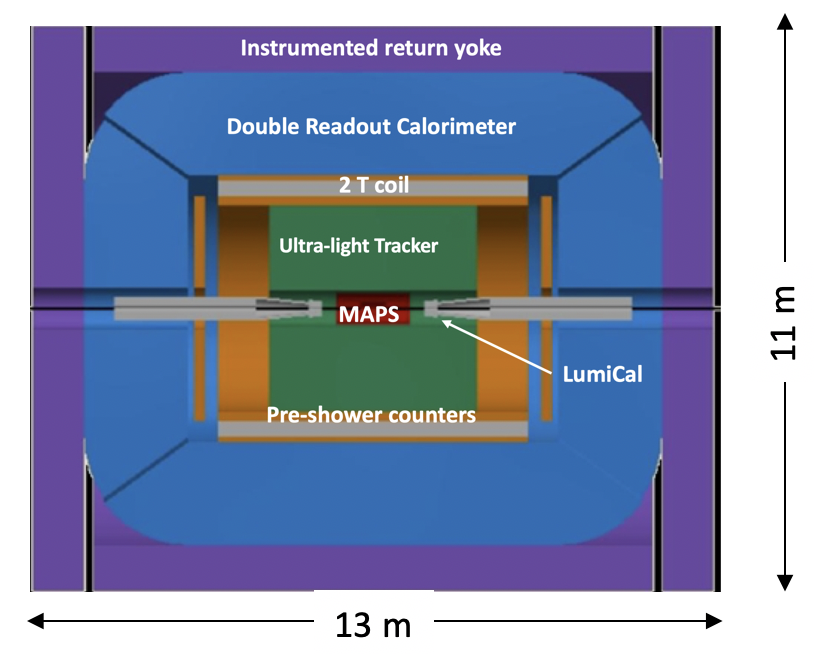 Instrumented return yoke
Double Readout Calorimeter
2 T coil
Ultra-light Tracker
MAPS
LumiCal
Pre-shower counters
11 m
13 m